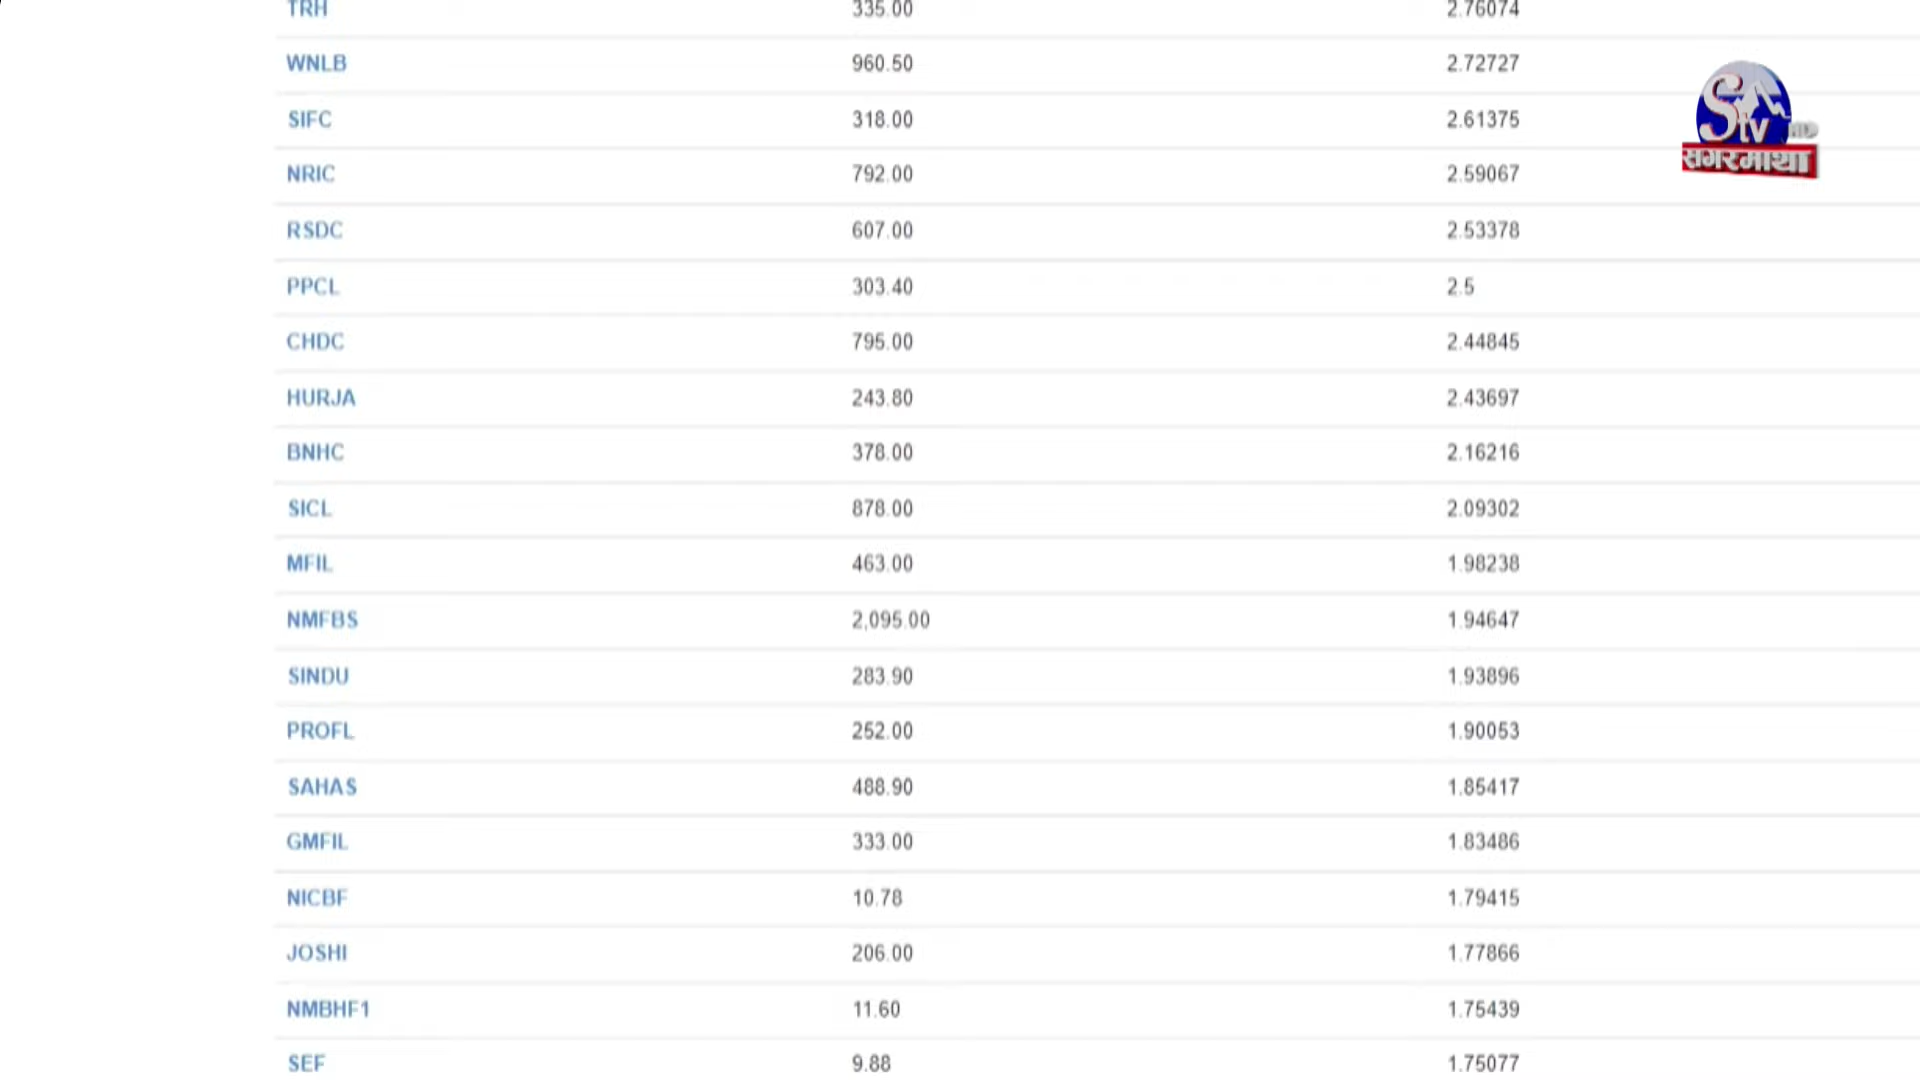 TRH 335.00 2.76074
WNLB 960.50 2.72727
SIFC 318.00 2.61375
NRIC 792.00 2.59067
RSDC 607.00 2.53378
PPCL 303.40 2.5
CHDC 795.00 2.44845
HURJA 243.80 2.43697
BNHC 378.00 2.16216
SICL 878.00 2.09302
MFIL 463.00 1.98238
NMFBS 2,095.00 1.94647
SINDU 283.90 1.93896
PROFL 252.00 1.90053
SAHAS 488.90 1.85417
GMFIL 333.00 1.83486
NICBF 10.78 1.79415
JOSHI 206.00 1.77866
NMBHF1 11.60 1.75439
SEF 9.88 1.75077
Stv HD
सगरमाथा